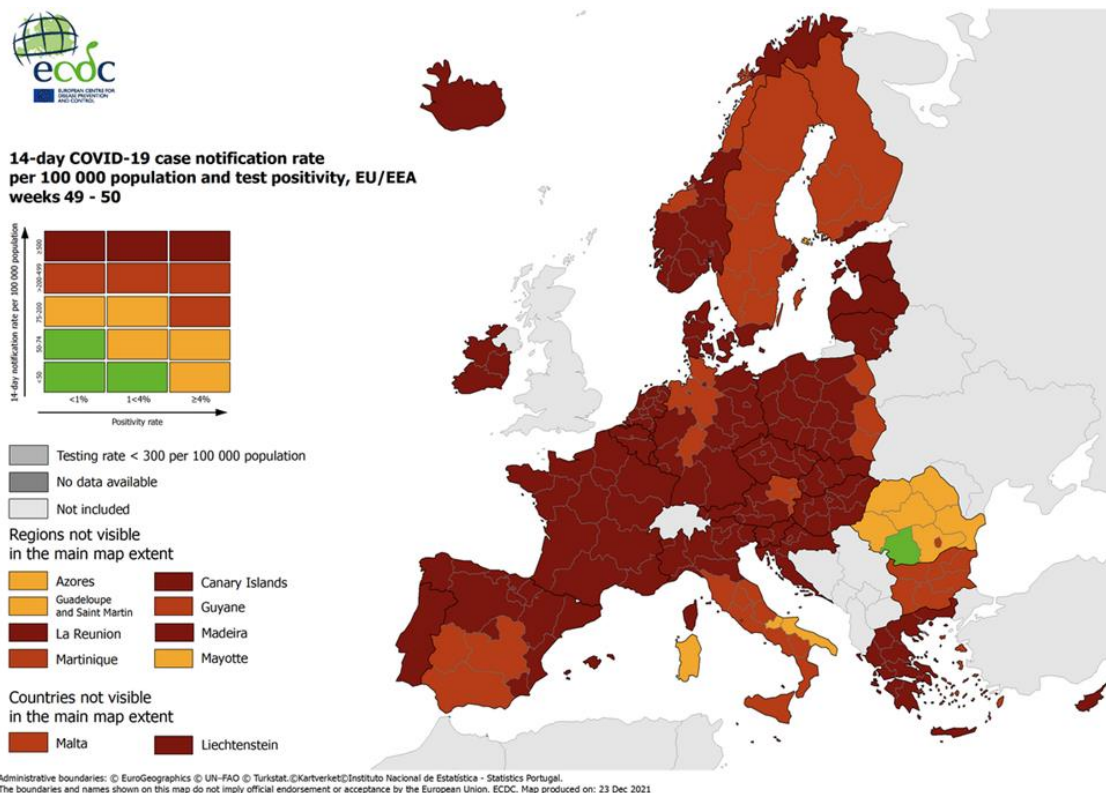 ecdc
EUROPEAN CENTRE FOR
DISEASE PREVENTION
AND CONTROL
14-day COVID-19 case notification rate
per 100 000 population and test positivity, EU/EEA
weeks 49 - 50
14-day notification rate per 100 000 population
≥500
>200-499
75-200
50-74
<50
<1%
1<4%
≥4%
Positivity rate
Testing rate < 300 per 100 000 population
No data available
Not included
Regions not visible
in the main map extent
Azores
Canary Islands
Guadeloupe
and Saint Martin
Guyane
La Reunion
Madeira
Martinique
Mayotte
Countries not visible
in the main map extent
Malta
Liechtenstein
Administrative boundaries: © EuroGeographics © UN–FAO © Turkstat.©Kartverket©Instituto Nacional de Estatística - Statistics Portugal.
The boundaries and names shown on this map do not imply official endorsement or acceptance by the European Union. ECDC. Map produced on: 23 Dec 2021